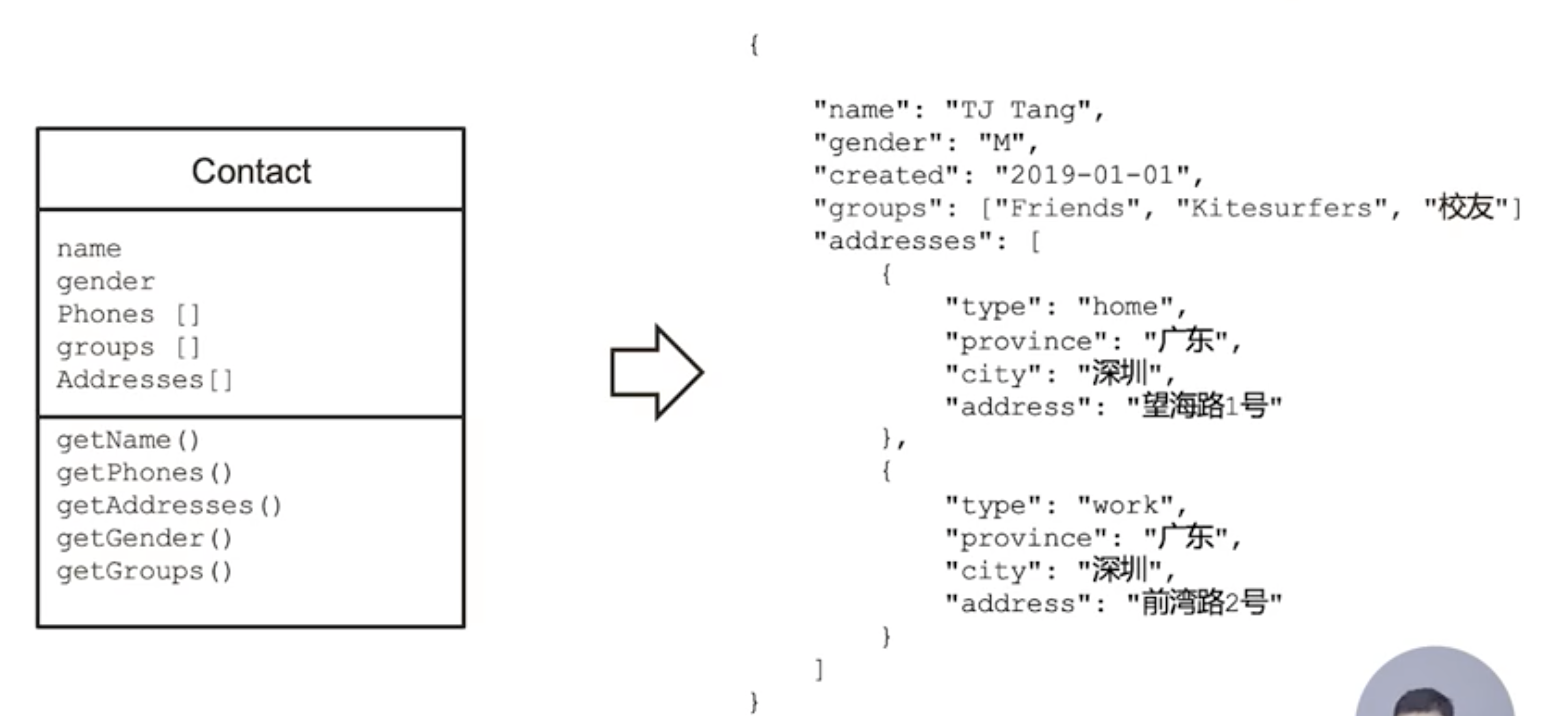 Contact
name
gender
Phones []
groups []
Addresses[]
getName()
getPhones()
getAddresses()
getGender()
getGroups()
{
"name": "TJ Tang",
"gender": "M",
"created": "2019-01-01",
"groups": ["Friends", "Kitesurfers", "校友"]
"addresses": [
{
"type": "home",
"province": "广东",
"city": "深圳",
"address": "望海路1号"
},
{
"type": "work",
"province": "广东",
"city": "深圳",
"address": "前湾路2号"
}
]
}